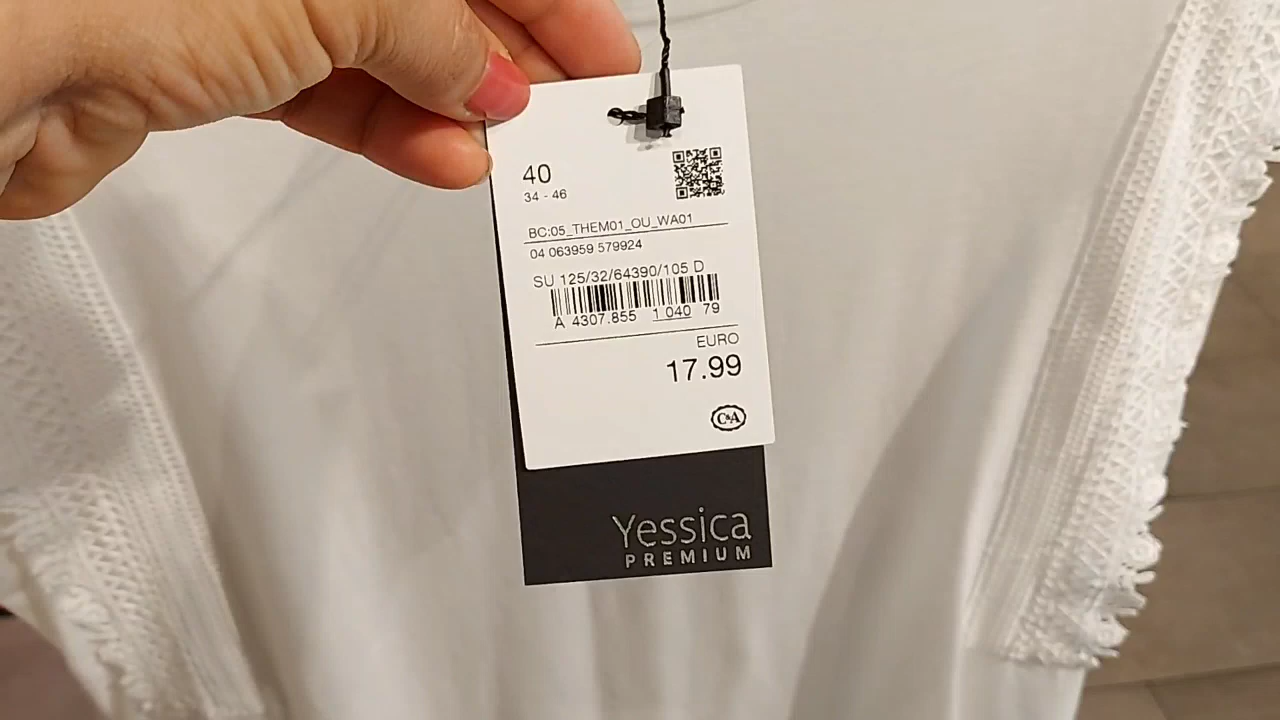 40
34 - 46
BC:05_THEM01_OU_WA01
04 063959 579924
SU 125/32/64390/105 D
A 4307.855 1 040 79
EURO
17.99
C&A
Yessica
PREMIUM